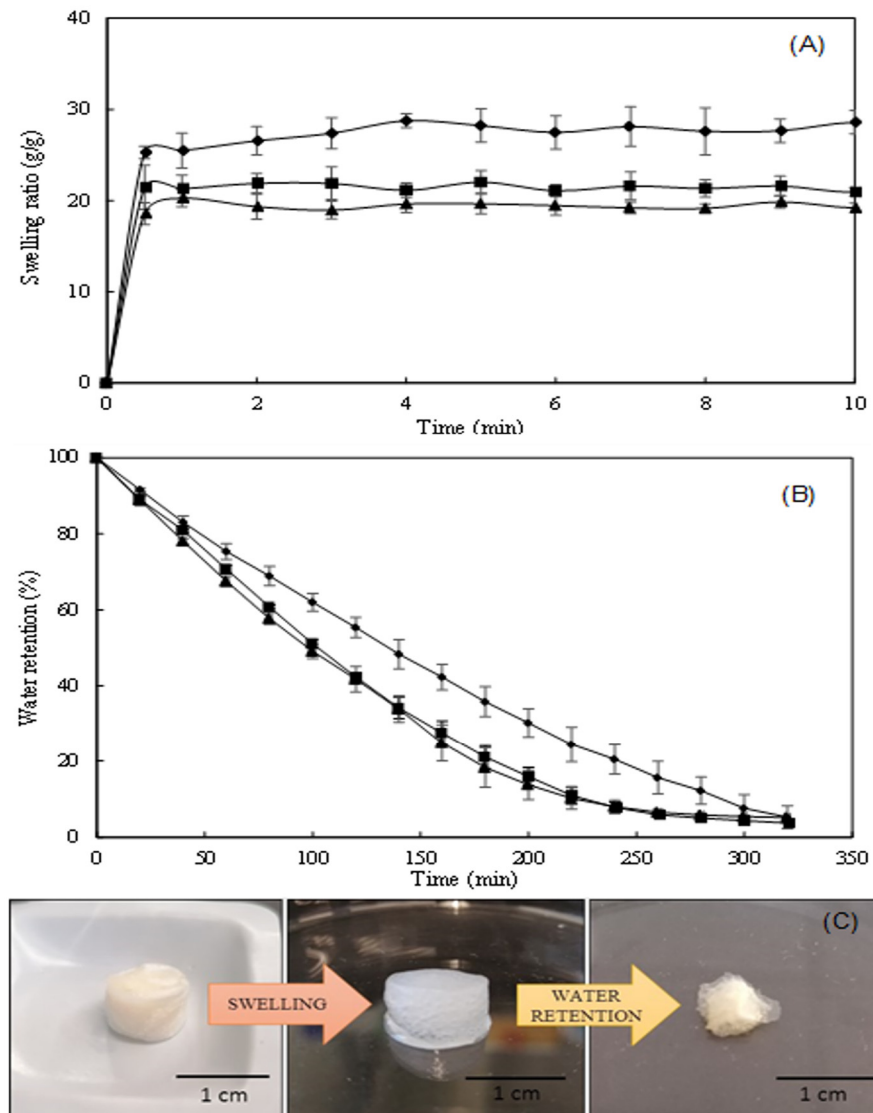 (A)
40
30
20
10
0
Swelling ratio (g/g)
0 2 4 6 8 10
Time (min)
(B)
100
80
60
40
20
0
Water retention (%)
0 50 100 150 200 250 300 350
Time (min)
(C)
SWELLING
WATER
RETENTION
1 cm
1 cm
1 cm